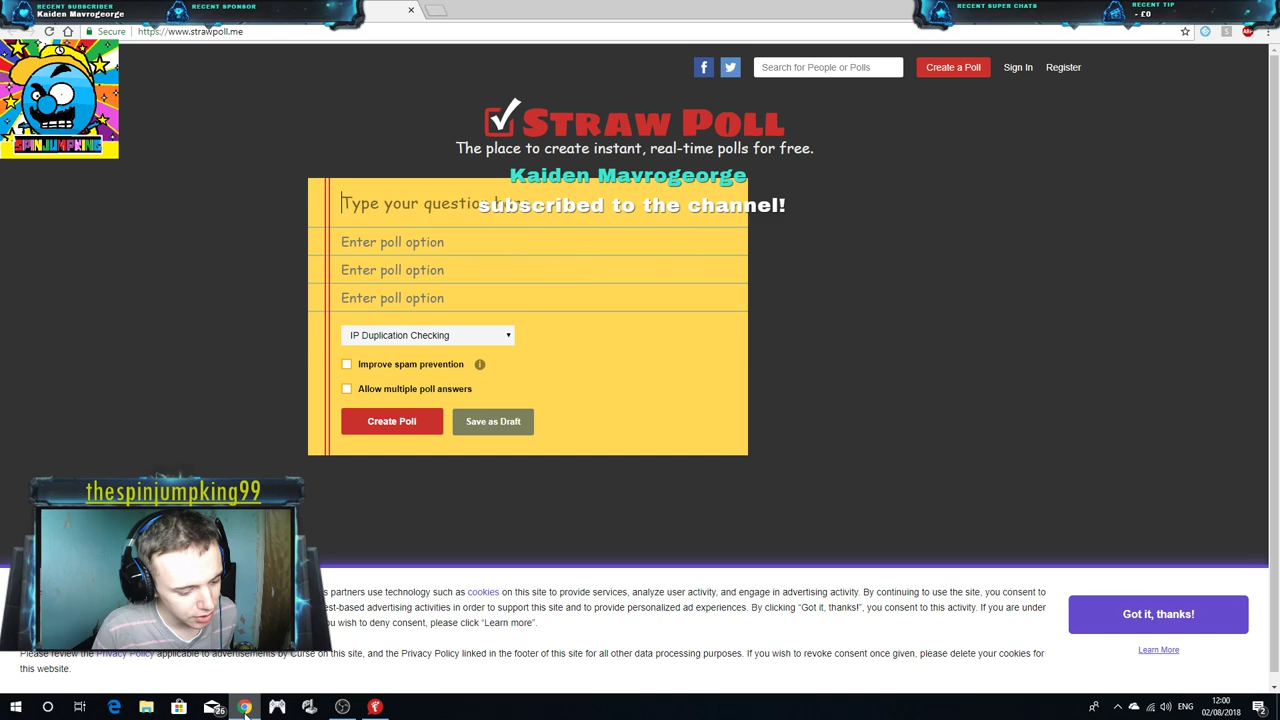 RECENT SUBSCRIBER
Kaiden Mavrogeorge
RECENT SPONSOR
RECENT SUPER CHATS
RECENT TIP
- £0
Secure
https://www.strawpoll.me
SPINJUMPKING
Search for People or Polls
Create a Poll
Sign In
Register
STRAW POLL
The place to create instant, real-time polls for free.
Kaiden Mavrogeorge
subscribed to the channel!
Type your question
Enter poll option
Enter poll option
Enter poll option
IP Duplication Checking
Improve spam prevention
Allow multiple poll answers
Create Poll
Save as Draft
thespinjumpking99
s partners use technology such as cookies on this site to provide services, analyze user activity, and engage in advertising activity. By continuing to use the site, you consent to
est-based advertising activities in order to support this site and to provide personalized ad experiences. By clicking “Got it, thanks!”, you consent to this activity. If you are under
u wish to deny consent, please click “Learn more”.
Please review the Privacy Policy applicable to advertisements by Curse on this site, and the Privacy Policy linked in the footer of this site for all other data processing purposes. If you wish to revoke consent once given, please delete your cookies for
this website.
Got it, thanks!
Learn More
26
ENG
12:00
02/08/2018
2